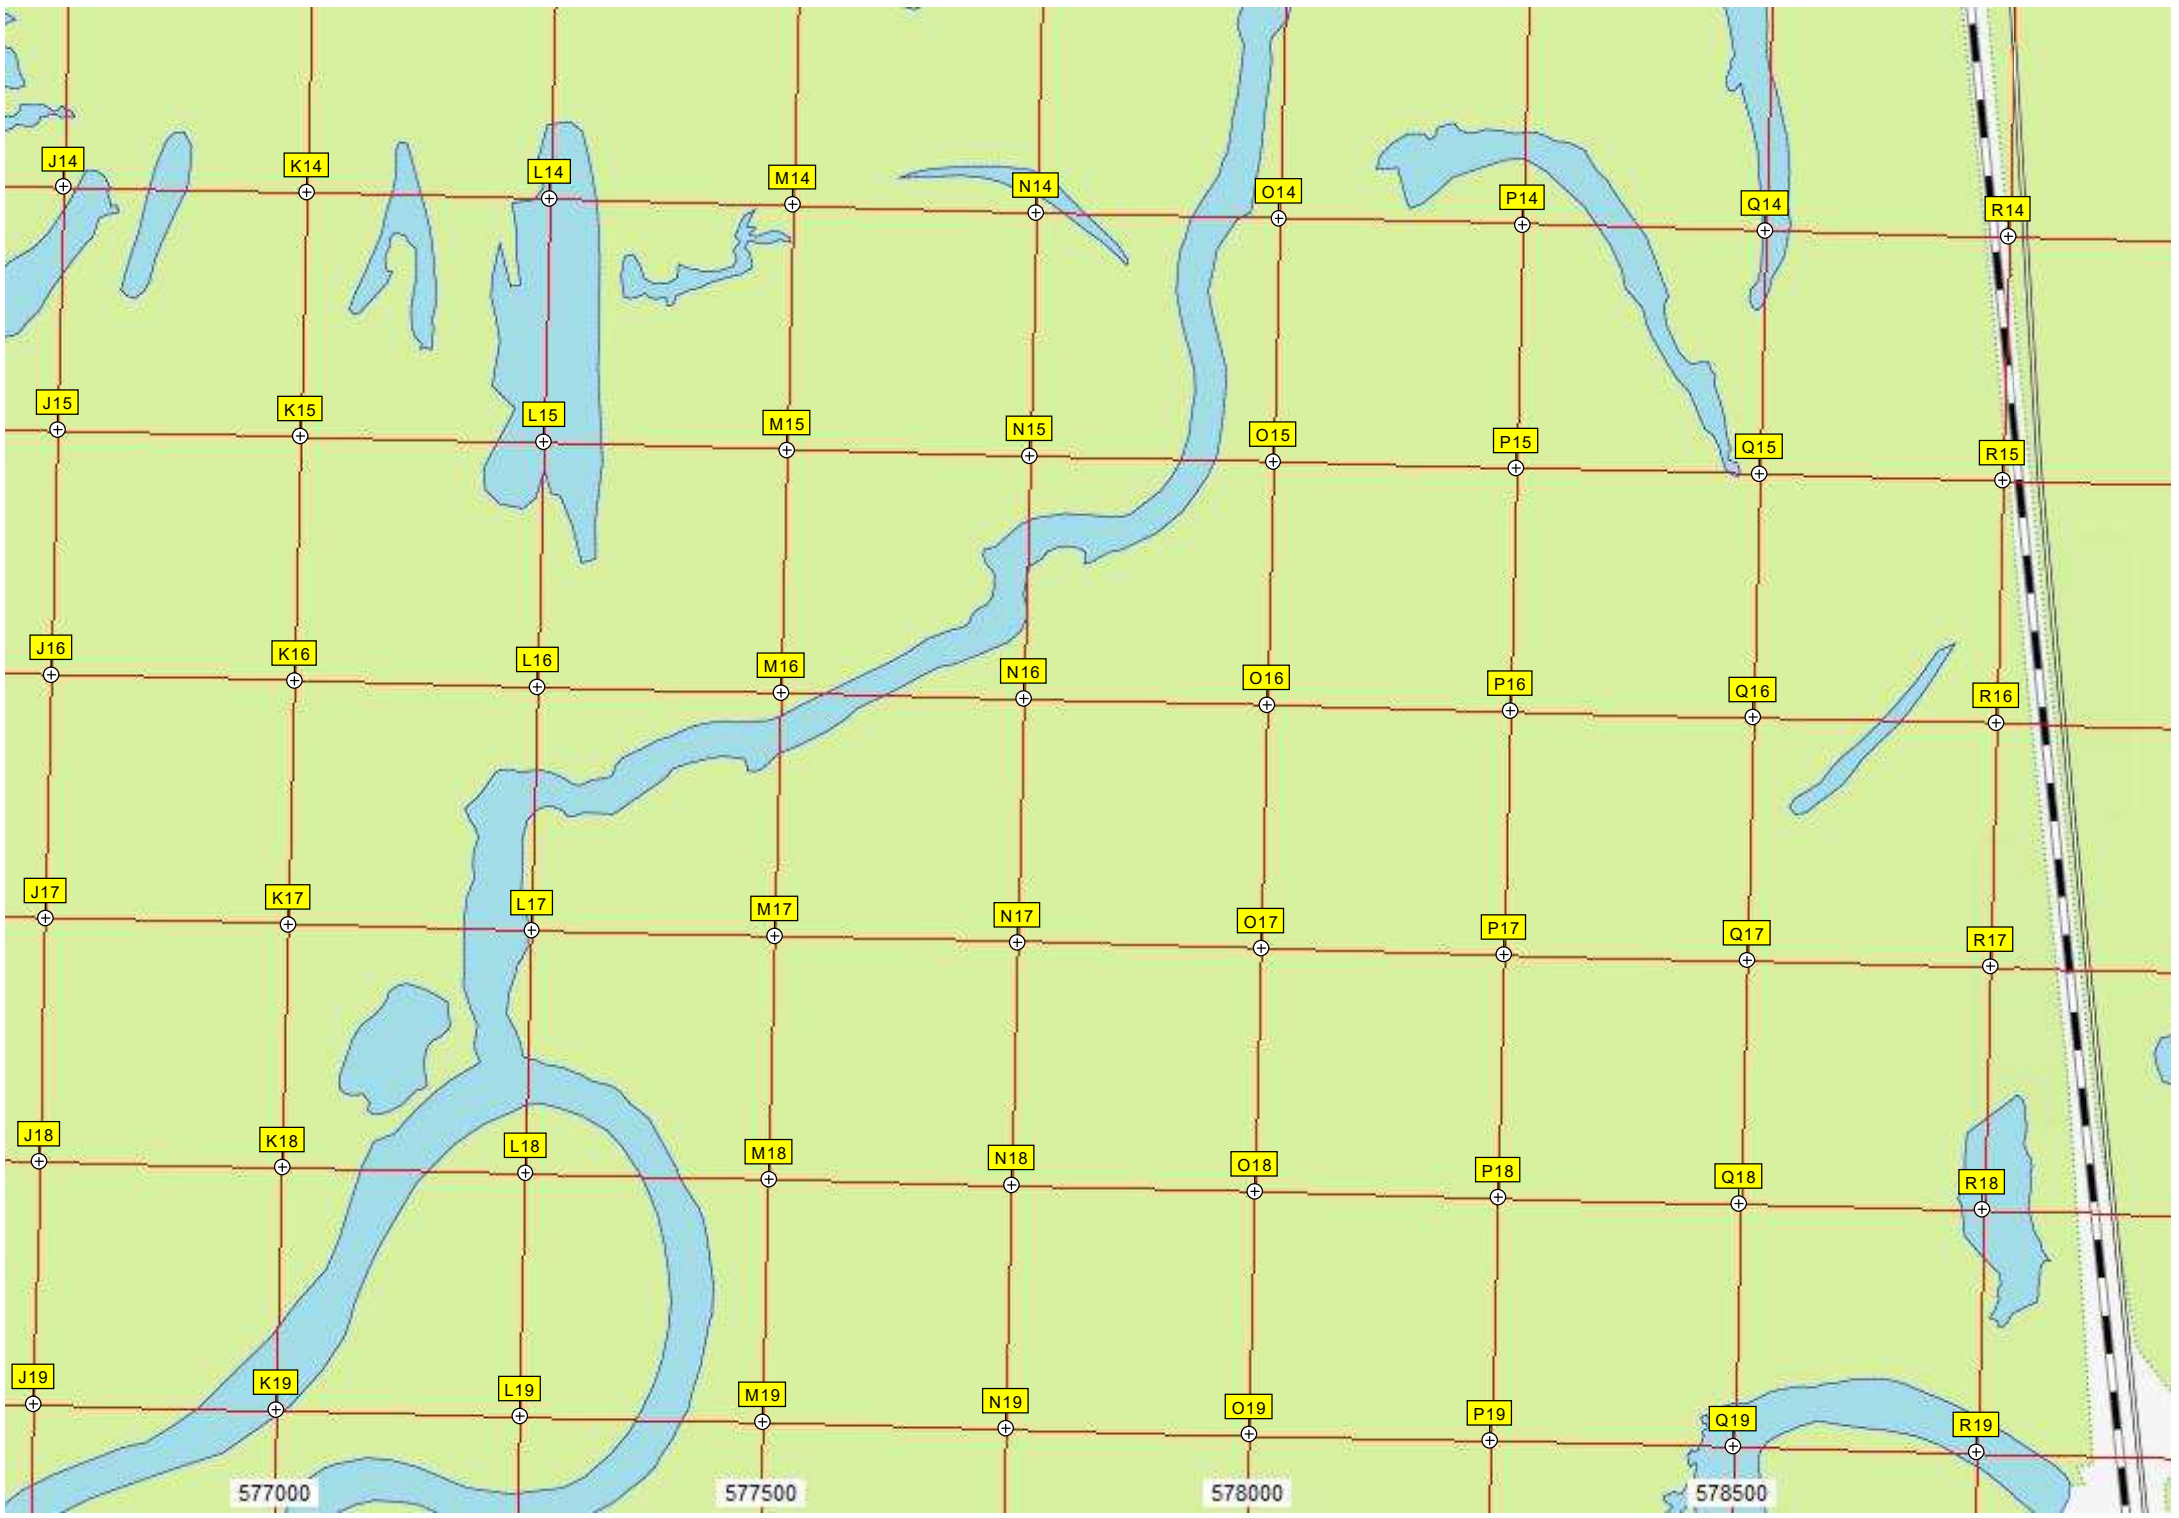 J14 K14 L14 M14 N14 O14 P14 Q14 R14
J15 K15 L15 M15 N15 O15 P15 Q15 R15
J16 K16 L16 M16 N16 O16 P16 Q16 R16
J17 K17 L17 M17 N17 O17 P17 Q17 R17
J18 K18 L18 M18 N18 O18 P18 Q18 R18
J19 K19 L19 M19 N19 O19 P19 Q19 R19
577000 577500 578000 578500